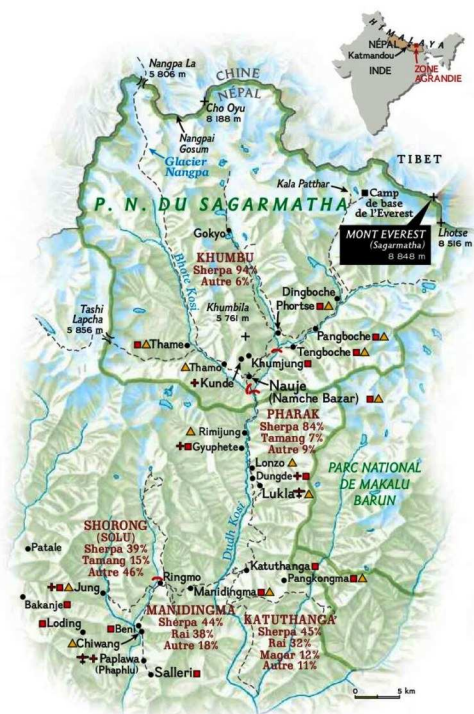 HIMALAYA
NÉPAL
Katmandou
INDE
ZONE
AGRANDIE
Nangpa La
5 806 m
CHINE
NÉPAL
Cho Oyu
8 188 m
Nangpai
Gosum
Glacier
Nangpa
TIBET
Kala Patthar
Camp
de base
de l'Everest
P. N. DU SAGARMATHA
MONT EVEREST
(Sagarmatha)
8 848 m
Lhotse
8 516 m
Gokyo
KHUMBU
Sherpa 94%
Autre 6%
Bhote Kosi
Dingboche
Phortse
Khumbila
5 761 m
Tashi
Lapcha
5 856 m
Pangboche
Thame
Tengboche
Thamo
Khumjung
Kunde
Nauje
(Namche Bazar)
PHARAK
Sherpa 84%
Tamang 7%
Autre 9%
Rimijung
Gyuphete
Lonzo
Dungde
Lukla
PARC NATIONAL
DE MAKALU
BARUN
Dudh Kosi
SHORONG
(SOLU)
Sherpa 39%
Tamang 15%
Autre 46%
Patale
Ringmo
Katuthanga
Pangkongma
Jung
Manidingma
Bakanje
MANIDINGMA
Sherpa 44%
Rai 38%
Autre 18%
KATUTHANGA
Sherpa 45%
Rai 32%
Magar 12%
Autre 11%
Loding
Beni
Chiwang
Paplawa
(Phaphlu)
Salleri
0 5 km